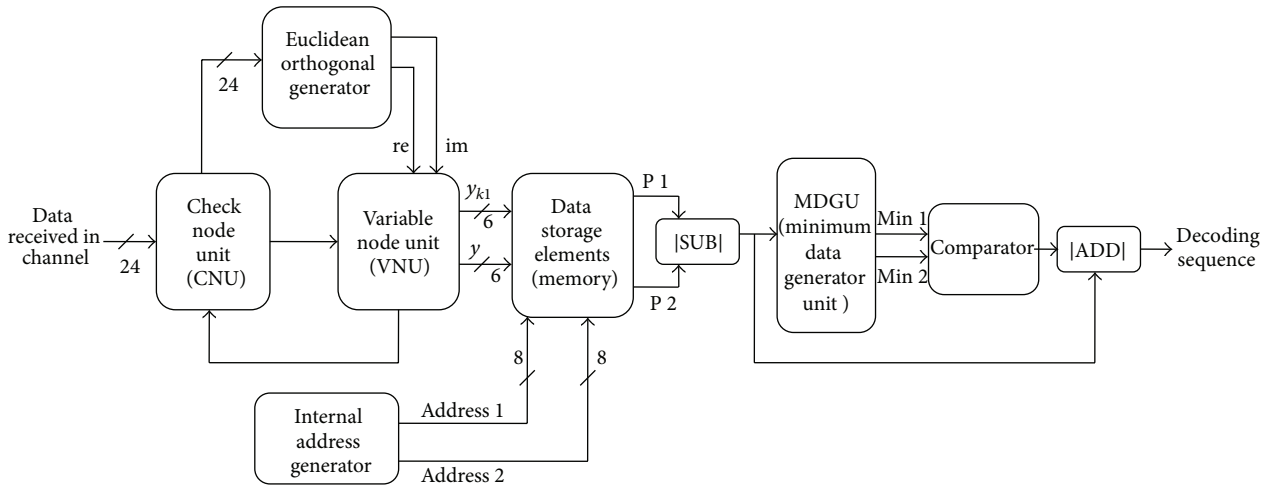 Euclidean
orthogonal
generator
24
re
im
Data
received in
channel
24
Check
node
unit
(CNU)
Variable
node unit
(VNU)
yk1
6
y
6
Data
storage
elements
(memory)
P 1
P 2
|SUB|
MDGU
(minimum
data
generator
unit )
Min 1
Min 2
Comparator
|ADD|
Decoding
sequence
8
8
Internal
address
generator
Address 1
Address 2